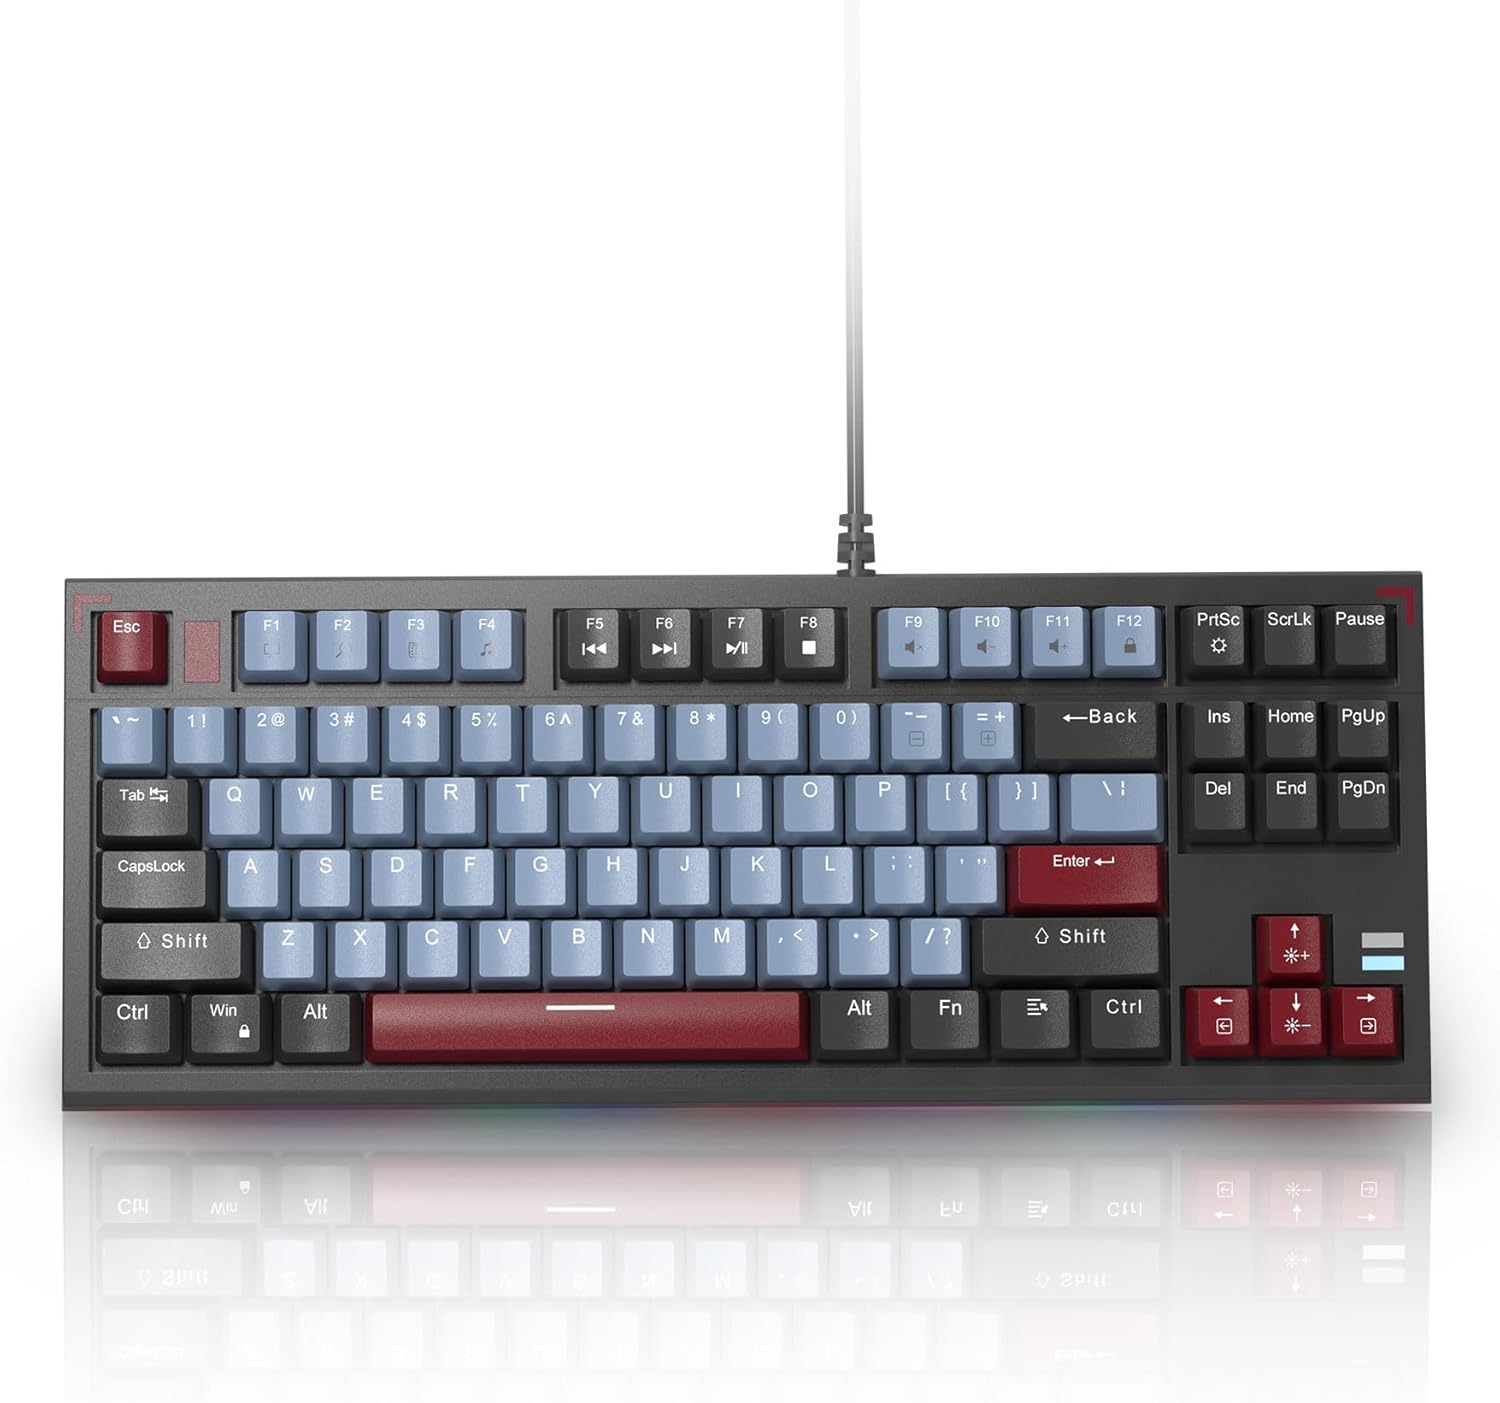 Esc F1 F2 F3 F4 F5 F6 F7 F8 F9 F10 F11 F12 PrtSc ScrLk Pause
` ~ 1 ! 2 @ 3 # 4 $ 5 % 6 ^ 7 & 8 * 9 ( 0 ) - _ = + ←Back Ins Home PgUp
Tab Q W E R T Y U I O P [ { } ] \ ¦ Del End PgDn
CapsLock A S D F G H J K L ; : ' " Enter
Shift Z X C V B N M , < . > / ? Shift ↑
Ctrl Win Alt Alt Fn Ctrl ← ↓ →